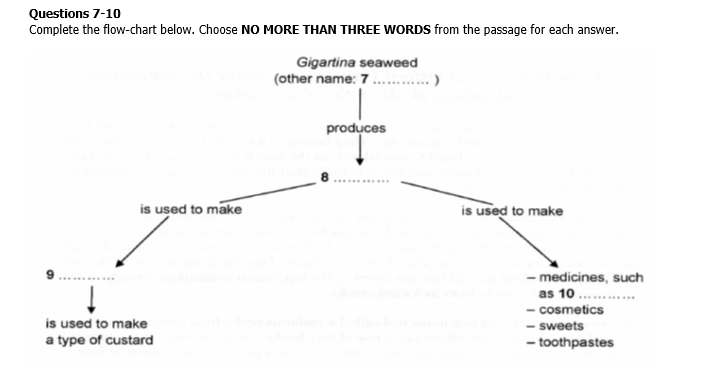 Questions 7-10
Complete the flow-chart below. Choose NO MORE THAN THREE WORDS from the passage for each answer.
Gigartina seaweed
(other name: 7 ............ )
produces
8 ............
is used to make
is used to make
9 ............
– medicines, such
as 10 ............
– cosmetics
– sweets
– toothpastes
is used to make
a type of custard